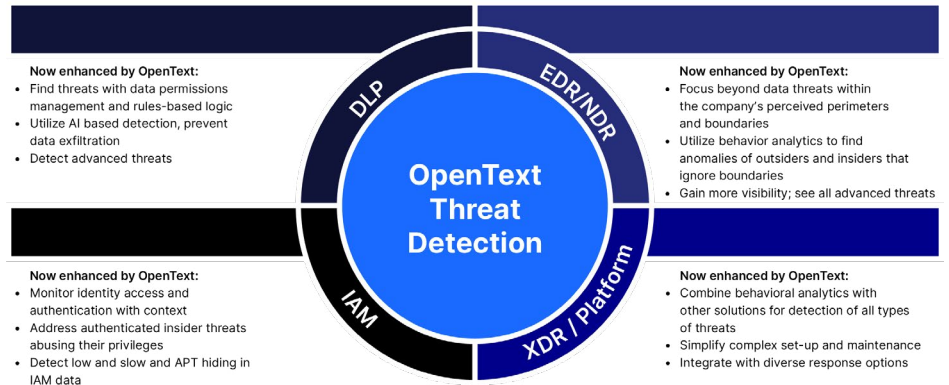 Now enhanced by OpenText:
• Find threats with data permissions
management and rules-based logic
• Utilize AI based detection, prevent
data exfiltration
• Detect advanced threats
DLP
EDR/NDR
Now enhanced by OpenText:
• Focus beyond data threats within
the company's perceived perimeters
and boundaries
• Utilize behavior analytics to find
anomalies of outsiders and insiders that
ignore boundaries
• Gain more visibility; see all advanced threats
OpenText
Threat
Detection
Now enhanced by OpenText:
• Monitor identity access and
authentication with context
• Address authenticated insider threats
abusing their privileges
• Detect low and slow and APT hiding in
IAM data
IAM
XDR / Platform
Now enhanced by OpenText:
• Combine behavioral analytics with
other solutions for detection of all types
of threats
• Simplify complex set-up and maintenance
• Integrate with diverse response options